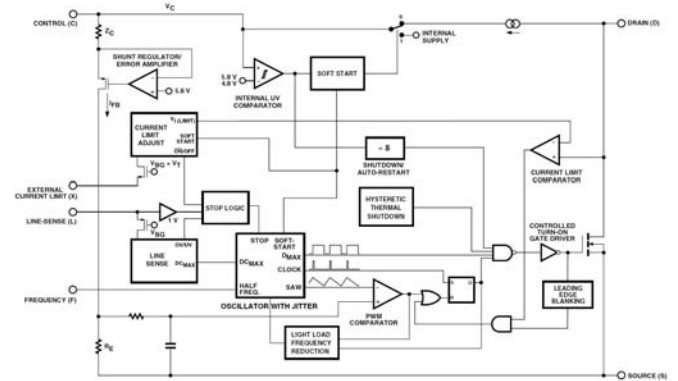 V_C
0
CONTROL (C)
DRAIN (D)
Z_C
1
INTERNAL
SUPPLY
SHUNT REGULATOR/
ERROR AMPLIFIER
+
-
5.8 V
4.8 V
SOFT START
5.8 V
INTERNAL UV
COMPARATOR
I_FB
V_I (LIMIT)
CURRENT
LIMIT
ADJUST
SOFT
START
ON/OFF
÷ 8
SHUTDOWN/
AUTO-RESTART
CURRENT LIMIT
COMPARATOR
V_BG + V_T
EXTERNAL
CURRENT LIMIT (X)
HYSTERETIC
THERMAL
SHUTDOWN
STOP LOGIC
LINE-SENSE (L)
1 V
CONTROLLED
TURN-ON
GATE DRIVER
V_BG
STOP
SOFT-
START
OV/UV
D_MAX
LINE
SENSE
DC_MAX
DC_MAX
CLOCK
S
Q
LEADING
EDGE
BLANKING
SAW
R
HALF
FREQ.
FREQUENCY (F)
OSCILLATOR WITH JITTER
PWM
COMPARATOR
LIGHT LOAD
FREQUENCY
REDUCTION
R_E
SOURCE (S)